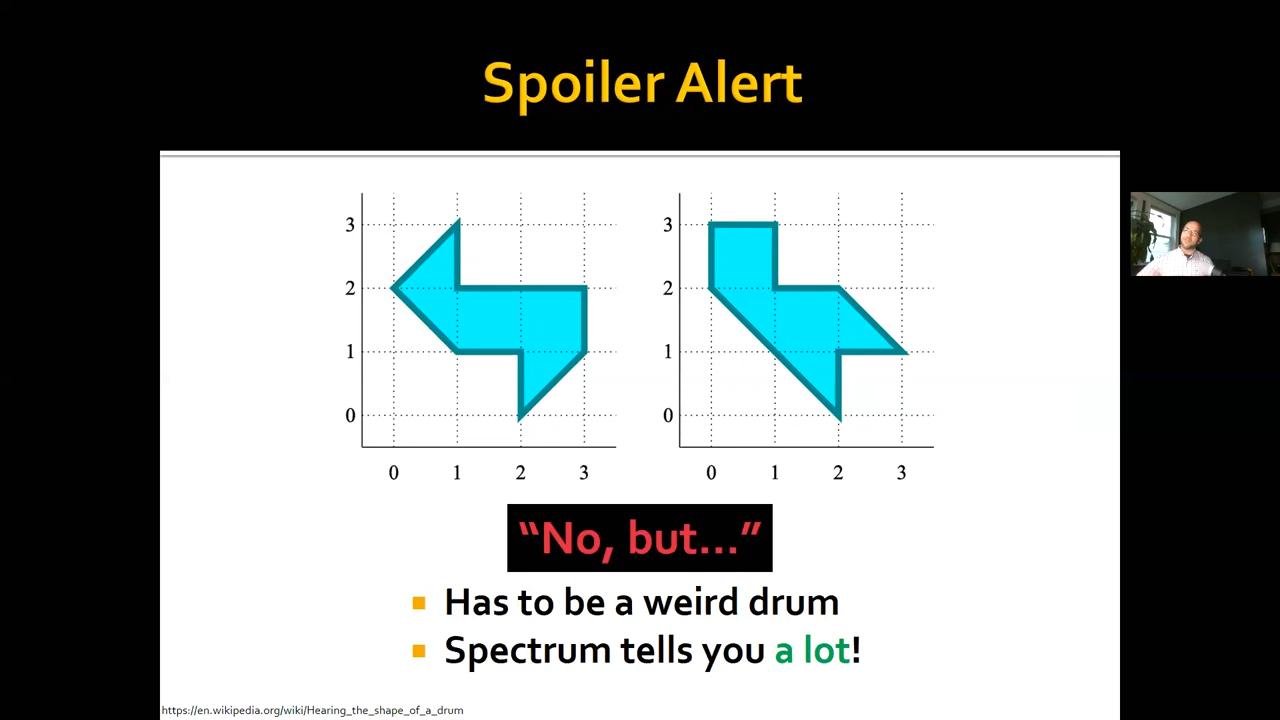 Spoiler Alert
3
2
1
0
0 1 2 3
3
2
1
0
0 1 2 3
“No, but…”
Has to be a weird drum
Spectrum tells you a lot!
https://en.wikipedia.org/wiki/Hearing_the_shape_of_a_drum